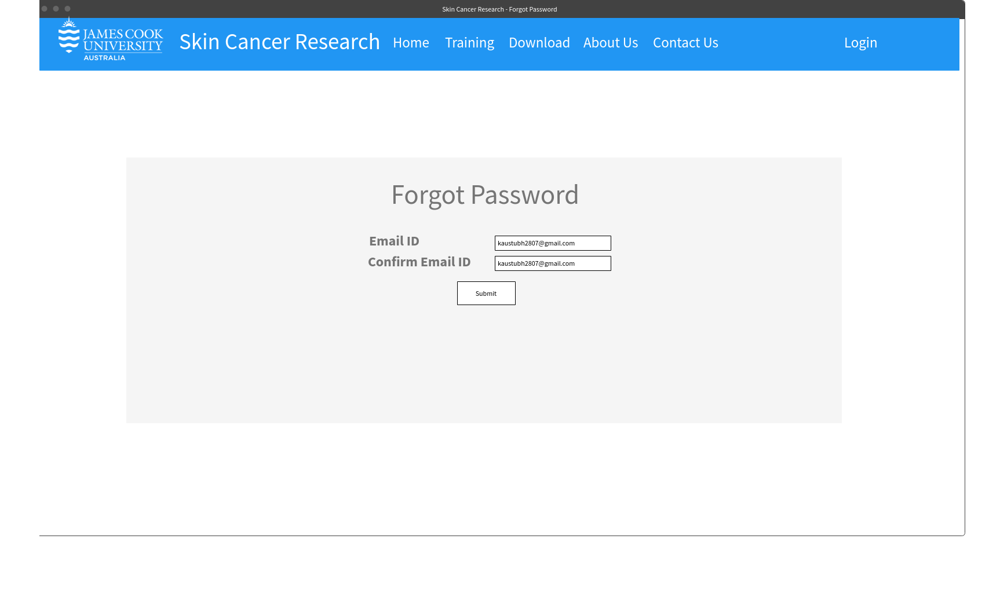 Skin Cancer Research - Forgot Password
JAMES COOK
UNIVERSITY
AUSTRALIA
Skin Cancer Research Home Training Download About Us Contact Us Login
Forgot Password
Email ID kaustubh2807@gmail.com
Confirm Email ID kaustubh2807@gmail.com
Submit